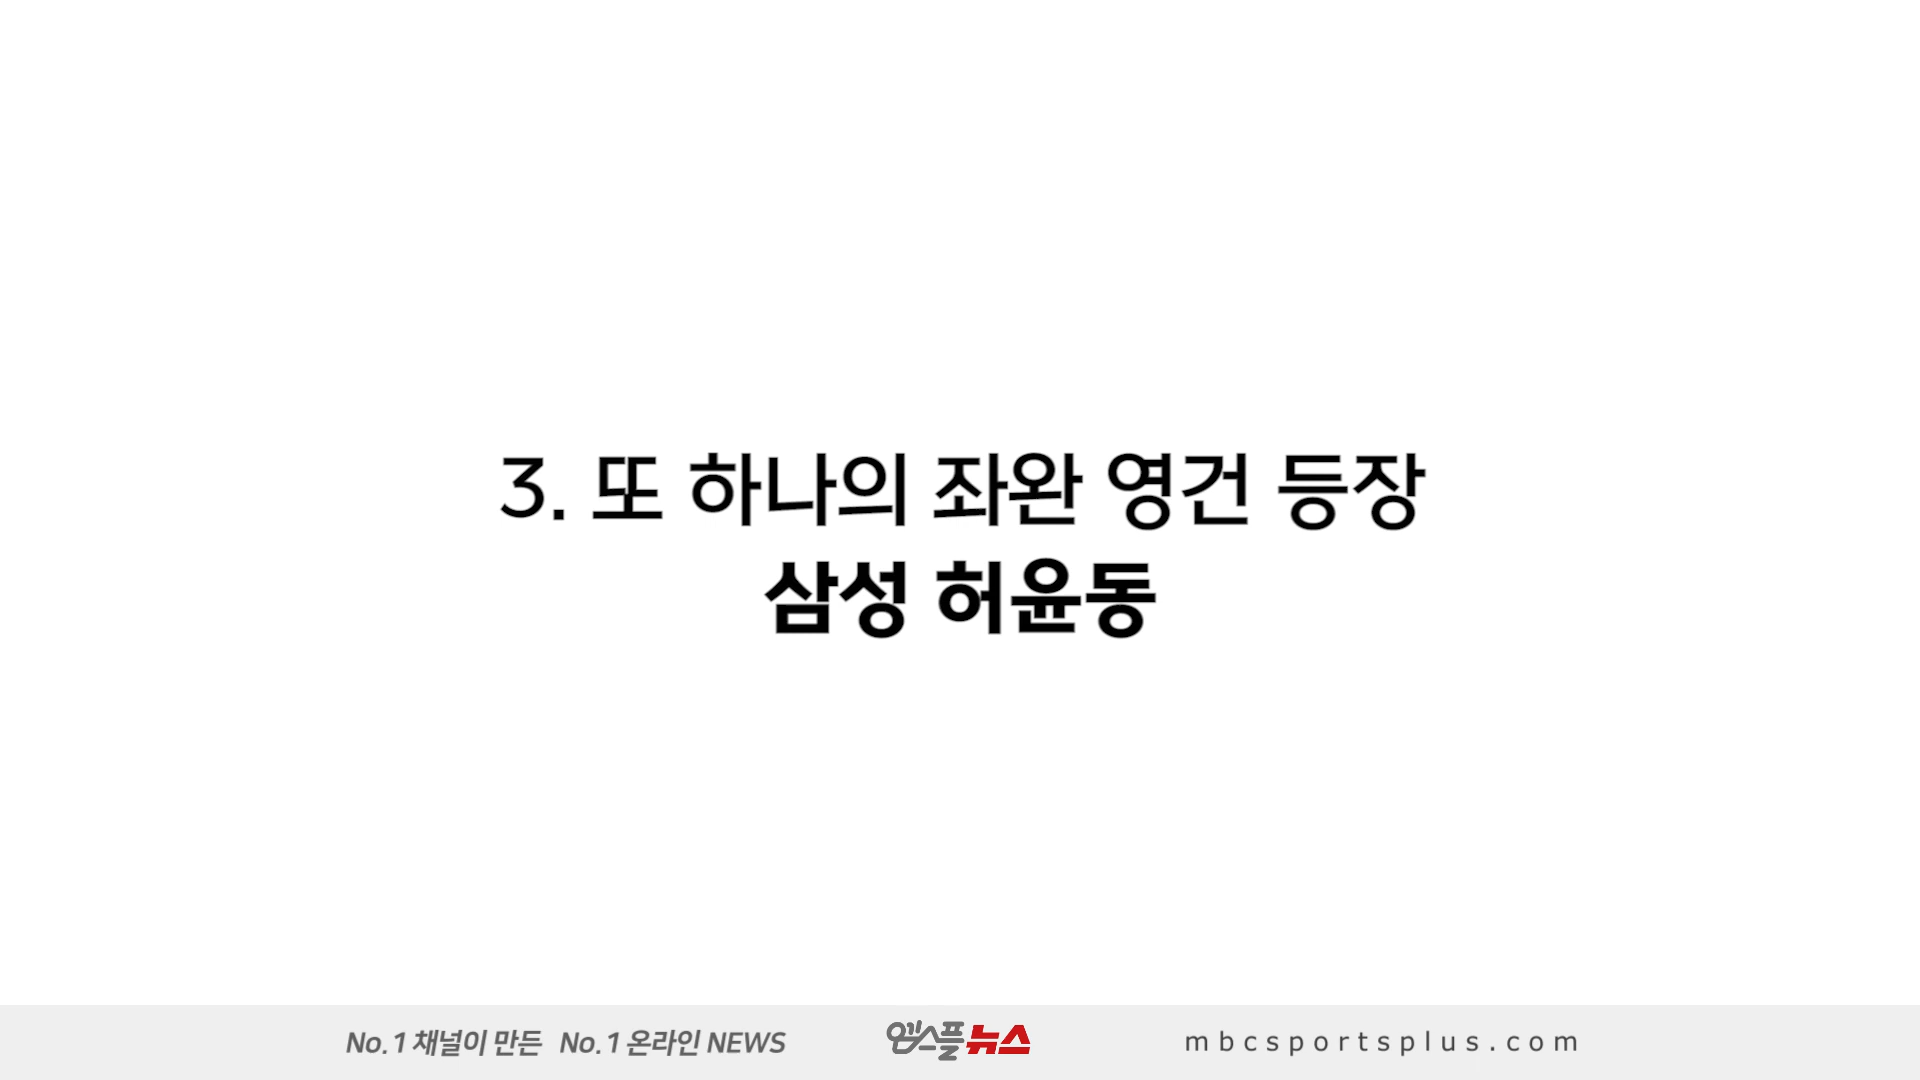 3. 또 하나의 좌완 영건 등장
삼성 허윤동
No.1 채널이 만든 No.1 온라인 NEWS 엠스플뉴스 mbcsportsplus.com